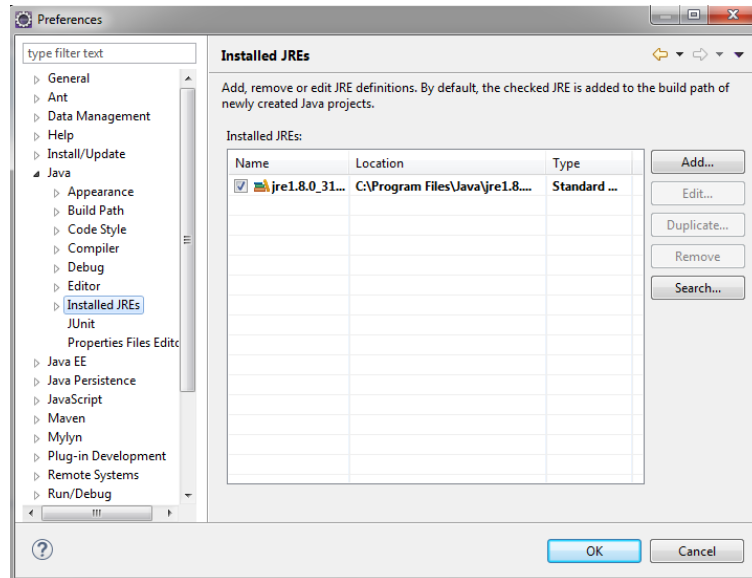 Preferences
type filter text
General
Ant
Data Management
Help
Install/Update
Java
Appearance
Build Path
Code Style
Compiler
Debug
Editor
Installed JREs
JUnit
Properties Files Edito
Java EE
Java Persistence
JavaScript
Maven
Mylyn
Plug-in Development
Remote Systems
Run/Debug
Installed JREs
Add, remove or edit JRE definitions. By default, the checked JRE is added to the build path of
newly created Java projects.
Installed JREs:
Name Location Type
jre1.8.0_31... C:\Program Files\Java\jre1.8.... Standard ...
Add...
Edit...
Duplicate...
Remove
Search...
?
OK Cancel